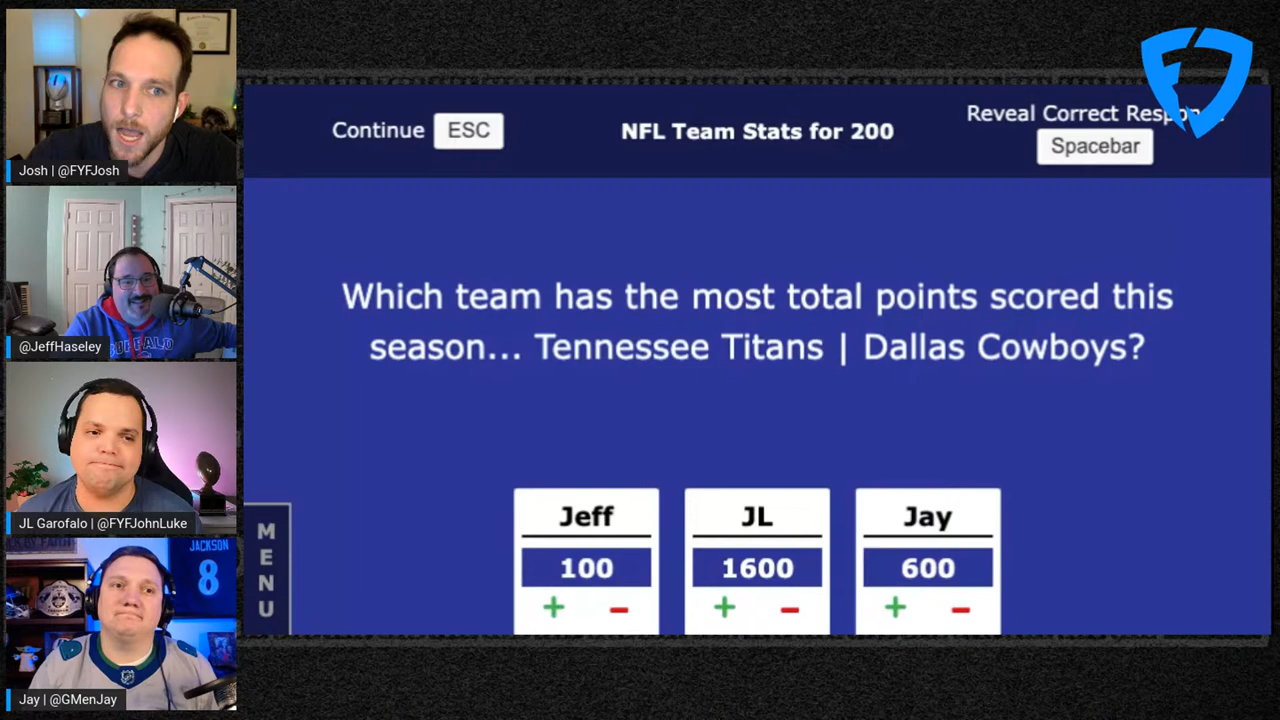 Josh | @FYFJosh
@JeffHaseley
BUFFALO
JL Garofalo | @FYFJohnLuke
JACKSON
8
Jay | @GMenJay
Continue ESC
NFL Team Stats for 200
Reveal Correct
Spacebar
Which team has the most total points scored this
season... Tennessee Titans | Dallas Cowboys?
MENU
Jeff
100
+ −
JL
1600
+ −
Jay
600
+ −